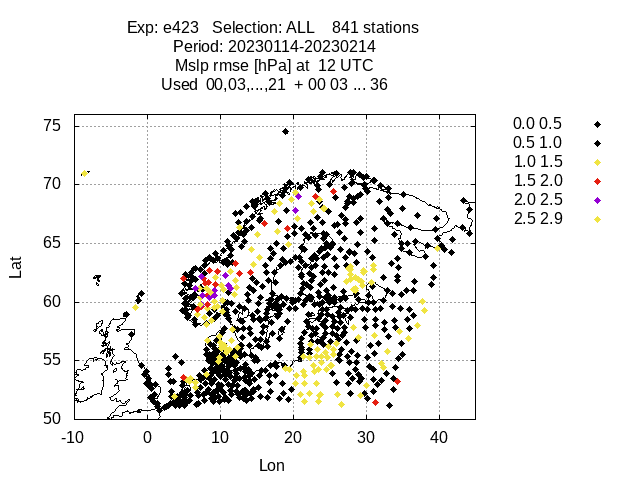 Exp: e423 Selection: ALL 841 stations
Period: 20230114-20230214
Mslp rmse [hPa] at 12 UTC
Used 00,03,...,21 + 00 03 ... 36
75
70
65
60
55
50
Lat
-10 0 10 20 30 40
Lon
0.0 0.5
0.5 1.0
1.0 1.5
1.5 2.0
2.0 2.5
2.5 2.9